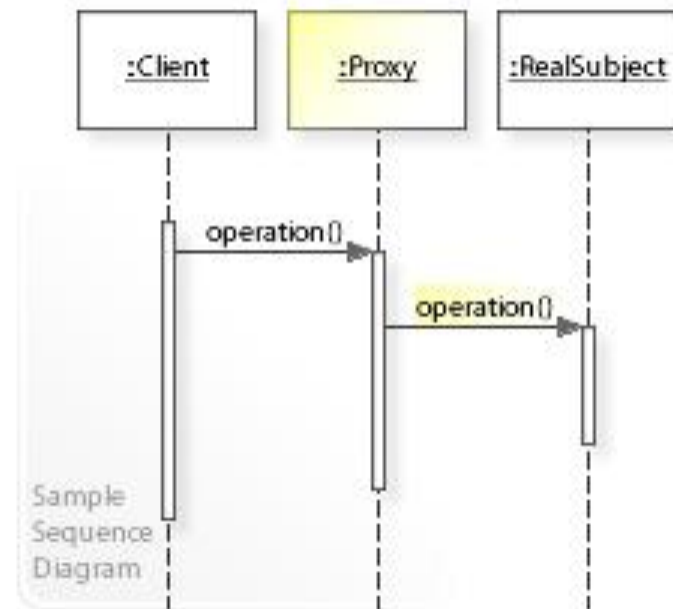 :Client
:Proxy
:RealSubject
operation()
operation()
Sample
Sequence
Diagram